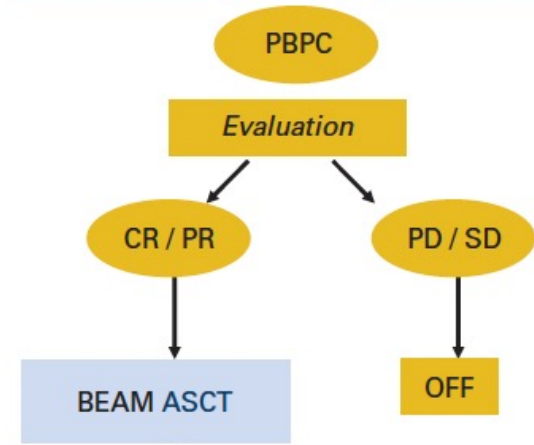 PBPC
Evaluation
CR / PR
PD / SD
BEAM ASCT
OFF